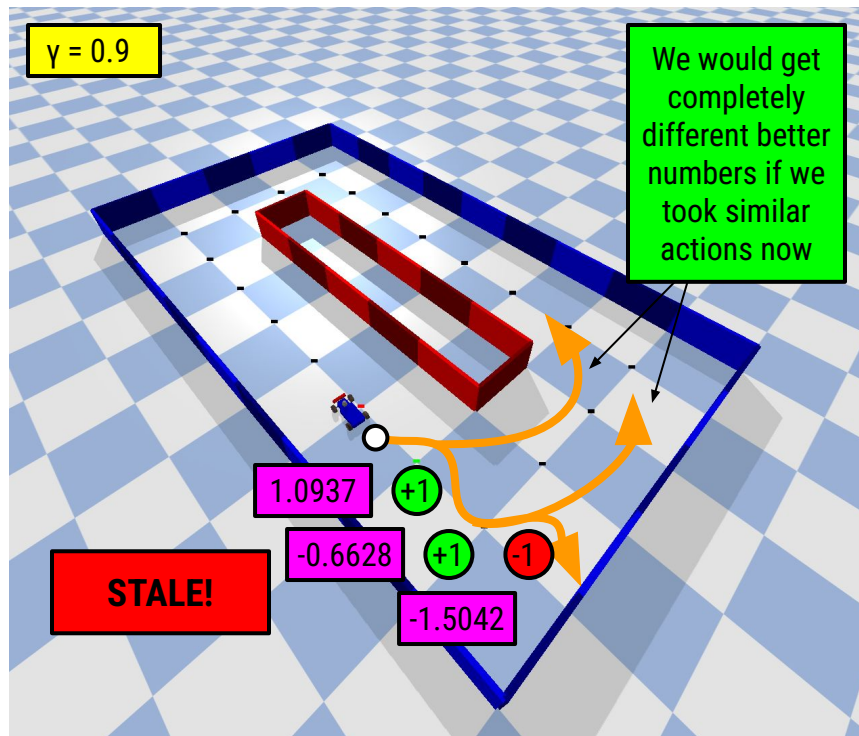 γ = 0.9
We would get
completely
different better
numbers if we
took similar
actions now
1.0937
+1
-0.6628
+1
-1
STALE!
-1.5042